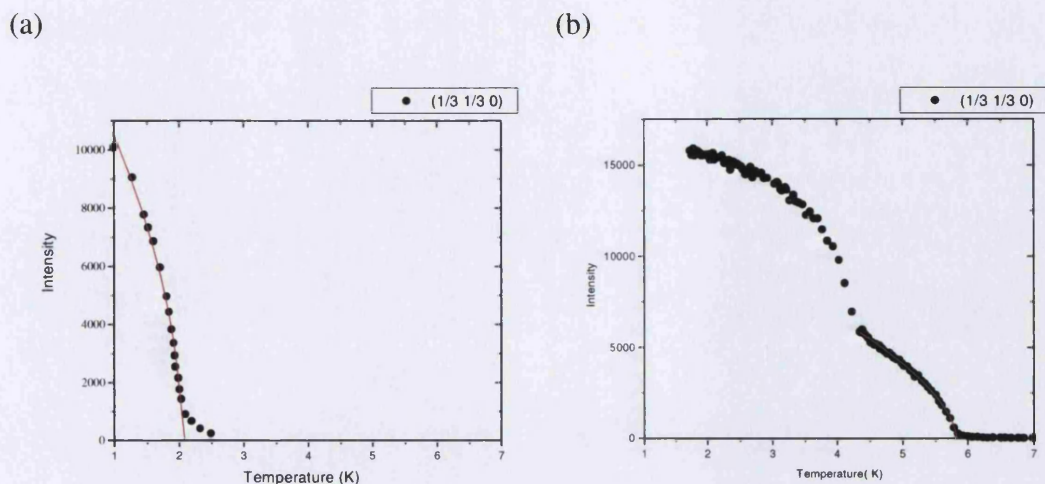 (a)
(1/3 1/3 0)
10000
8000
6000
4000
2000
0
Intensity
1 2 3 4 5 6 7
Temperature (K)
(b)
(1/3 1/3 0)
15000
10000
5000
0
Intensity
1 2 3 4 5 6 7
Temperature( K)